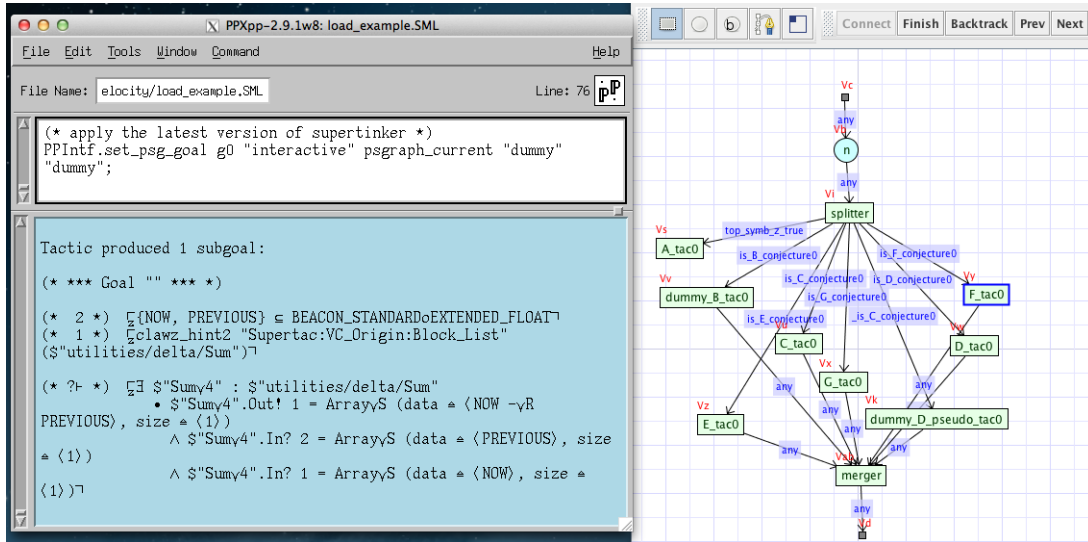 PPXpp-2.9.1w8: load_example.SML
File Edit Tools Window Command Help
File Name: elocity/load_example.SML Line: 76
(* apply the latest version of supertinker *)
PPIntf.set_psg_goal g0 "interactive" psgraph_current "dummy"
"dummy";
Tactic produced 1 subgoal:
(* *** Goal "" *** *)
(*  2 *) ⌜{NOW, PREVIOUS} ⊆ BEACON_STANDARDoEXTENDED_FLOAT⌝
(*  1 *) ⌜clawz_hint2 "Supertac:VC_Origin:Block_List"
($"utilities/delta/Sum")⌝
(* ?⊢ *) ⌜∃ $"Sumγ4" : $"utilities/delta/Sum"
• $"Sumγ4".Out! 1 = ArrayγS (data ≙ ⟨NOW -γR
PREVIOUS⟩, size ≙ ⟨1⟩)
∧ $"Sumγ4".In? 2 = ArrayγS (data ≙ ⟨PREVIOUS⟩, size
≙ ⟨1⟩)
∧ $"Sumγ4".In? 1 = ArrayγS (data ≙ ⟨NOW⟩, size ≙
⟨1⟩)⌝
b Connect Finish Backtrack Prev Next
Vc
any
n
any
Vi
splitter
Vs
top_symb_z_true
A_tac0
is_B_conjecture0
is_F_conjecture0
Vv
is_C_conjecture0
is_D_conjecture0
Vy
dummy_B_tac0
is_G_conjecture0
F_tac0
is_E_conjecture0
_is_C_conjecture0
C_tac0
Vw
D_tac0
Vx
G_tac0
any
any
Vz
any
Vk
E_tac0
any
dummy_D_pseudo_tac0
any
any
merger
any
Vd